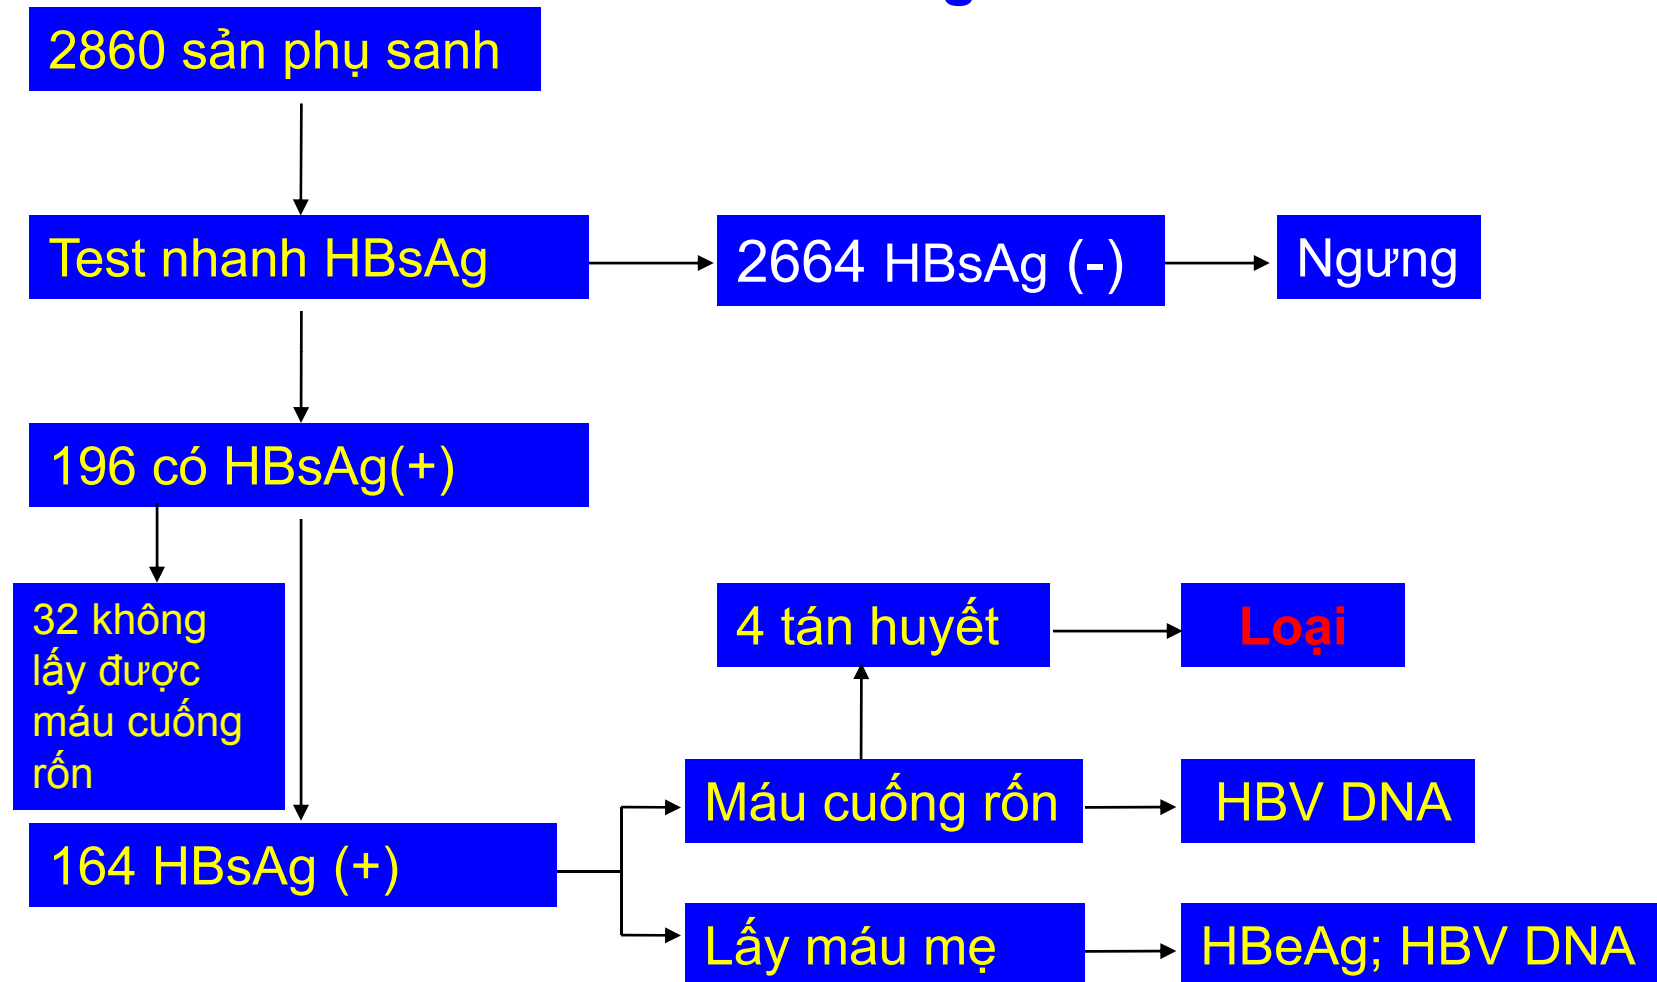 2860 sản phụ sanh
Test nhanh HBsAg
2664 HBsAg (-)
Ngưng
196 có HBsAg(+)
32 không
lấy được
máu cuống
rốn
4 tán huyết
Loại
Máu cuống rốn
HBV DNA
164 HBsAg (+)
Lấy máu mẹ
HBeAg; HBV DNA